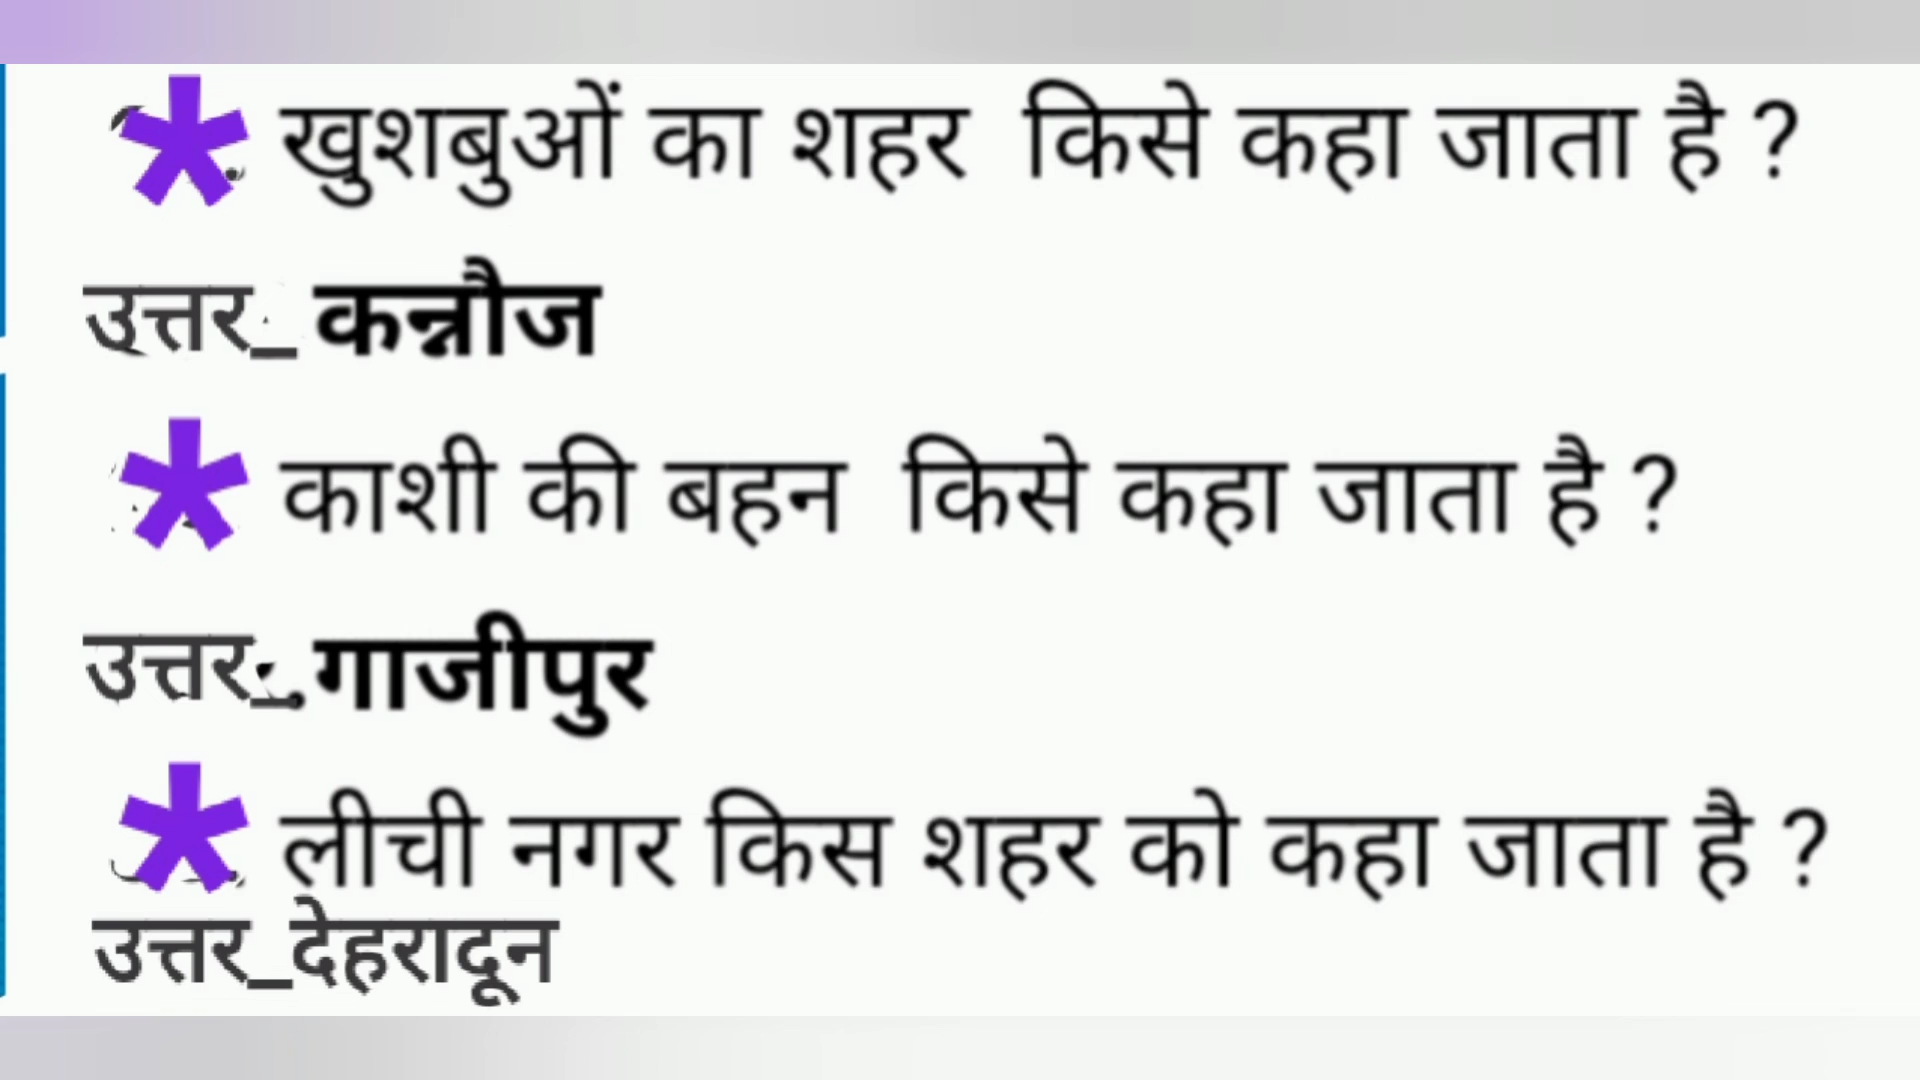 * खुशबुओं का शहर किसे कहा जाता है ?
उत्तर_ कन्नौज
* काशी की बहन किसे कहा जाता है ?
उत्तर_.गाजीपुर
* लीची नगर किस शहर को कहा जाता है ?
उत्तर_देहरादून